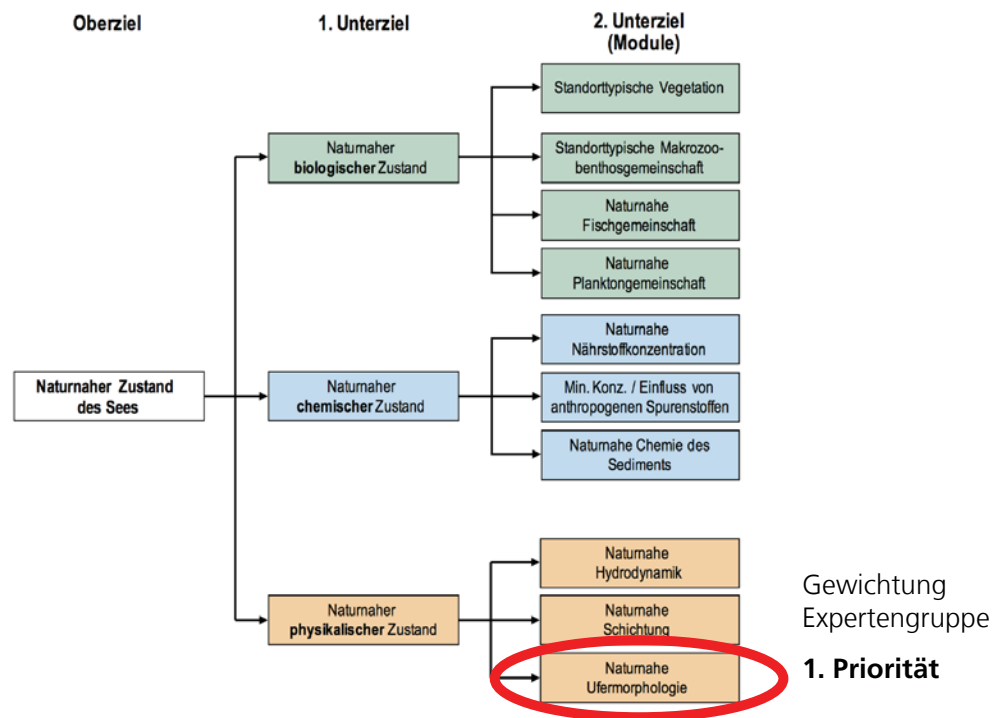 Oberziel
1. Unterziel
2. Unterziel
(Module)
Standorttypische Vegetation
Naturnaher
biologischer Zustand
Standorttypische Makrozoo-
benthosgemeinschaft
Naturnahe
Fischgemeinschaft
Naturnahe
Planktongemeinschaft
Naturnaher Zustand
des Sees
Naturnaher
chemischer Zustand
Naturnahe
Nährstoffkonzentration
Min. Konz. / Einfluss von
anthropogenen Spurenstoffen
Naturnahe Chemie des
Sediments
Naturnaher
physikalischer Zustand
Naturnahe
Hydrodynamik
Naturnahe
Schichtung
Naturnahe
Ufermorphologie
Gewichtung
Expertengruppe
1. Priorität